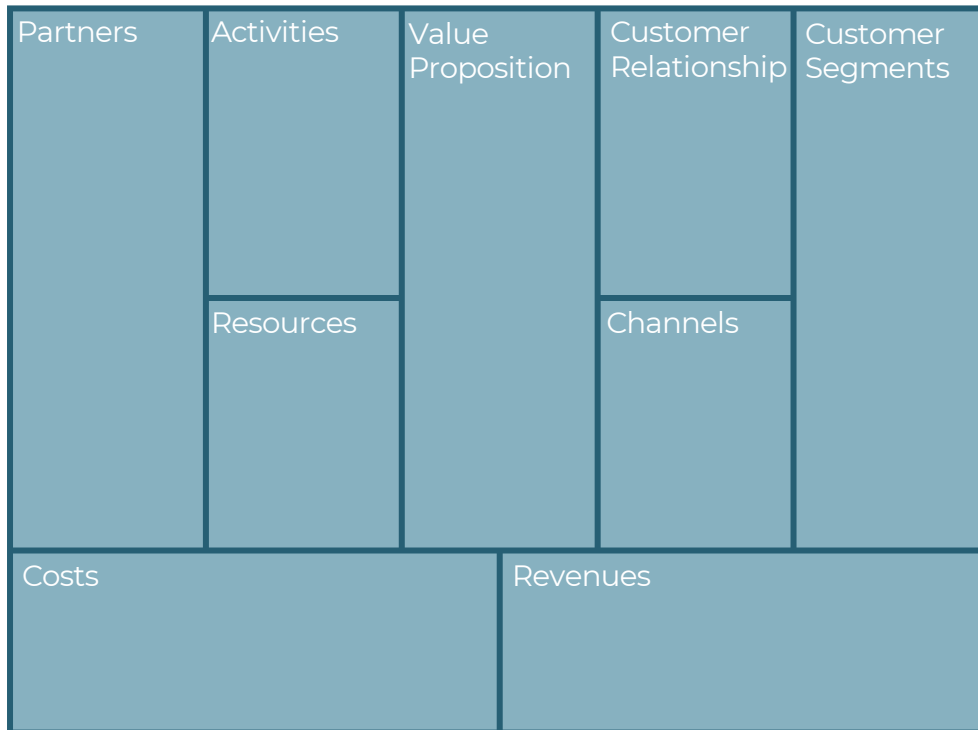 Partners
Activities
Value
Proposition
Customer
Relationship
Customer
Segments
Resources
Channels
Costs
Revenues